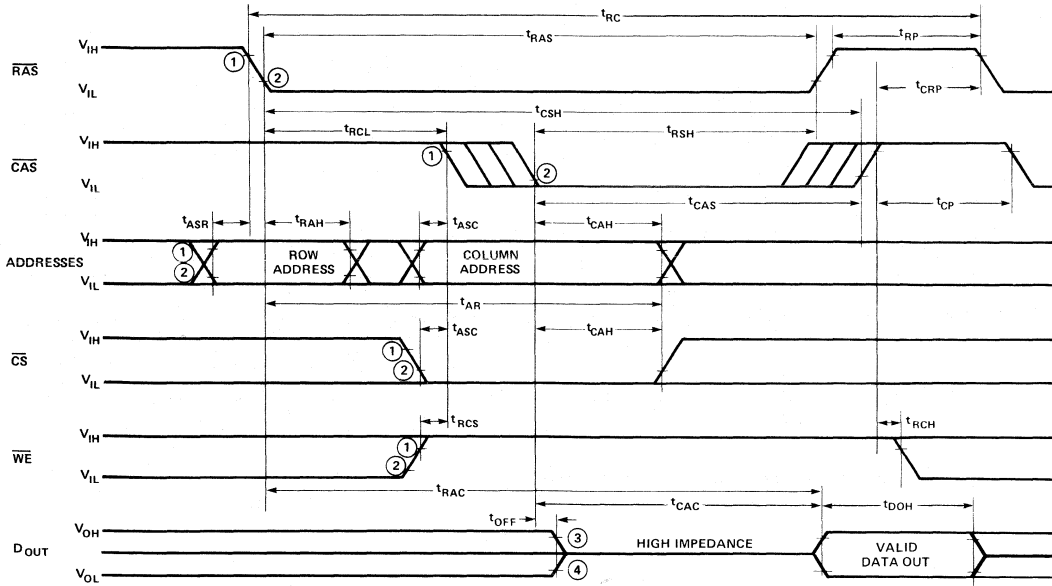 tRC
tRAS
tRP
VIH
RAS
1
2
VIL
tCRP
tCSH
tRCL
tRSH
VIH
CAS
1
2
VIL
tCAS
tCP
tASR
tRAH
tASC
tCAH
VIH
ADDRESSES
1
2
ROW ADDRESS
COLUMN ADDRESS
VIL
tAR
tASC
tCAH
VIH
CS
1
2
VIL
tRCS
tRCH
VIH
WE
1
2
VIL
tRAC
tCAC
tDOH
tOFF
VOH
3
DOUT
HIGH IMPEDANCE
VALID DATA OUT
4
VOL